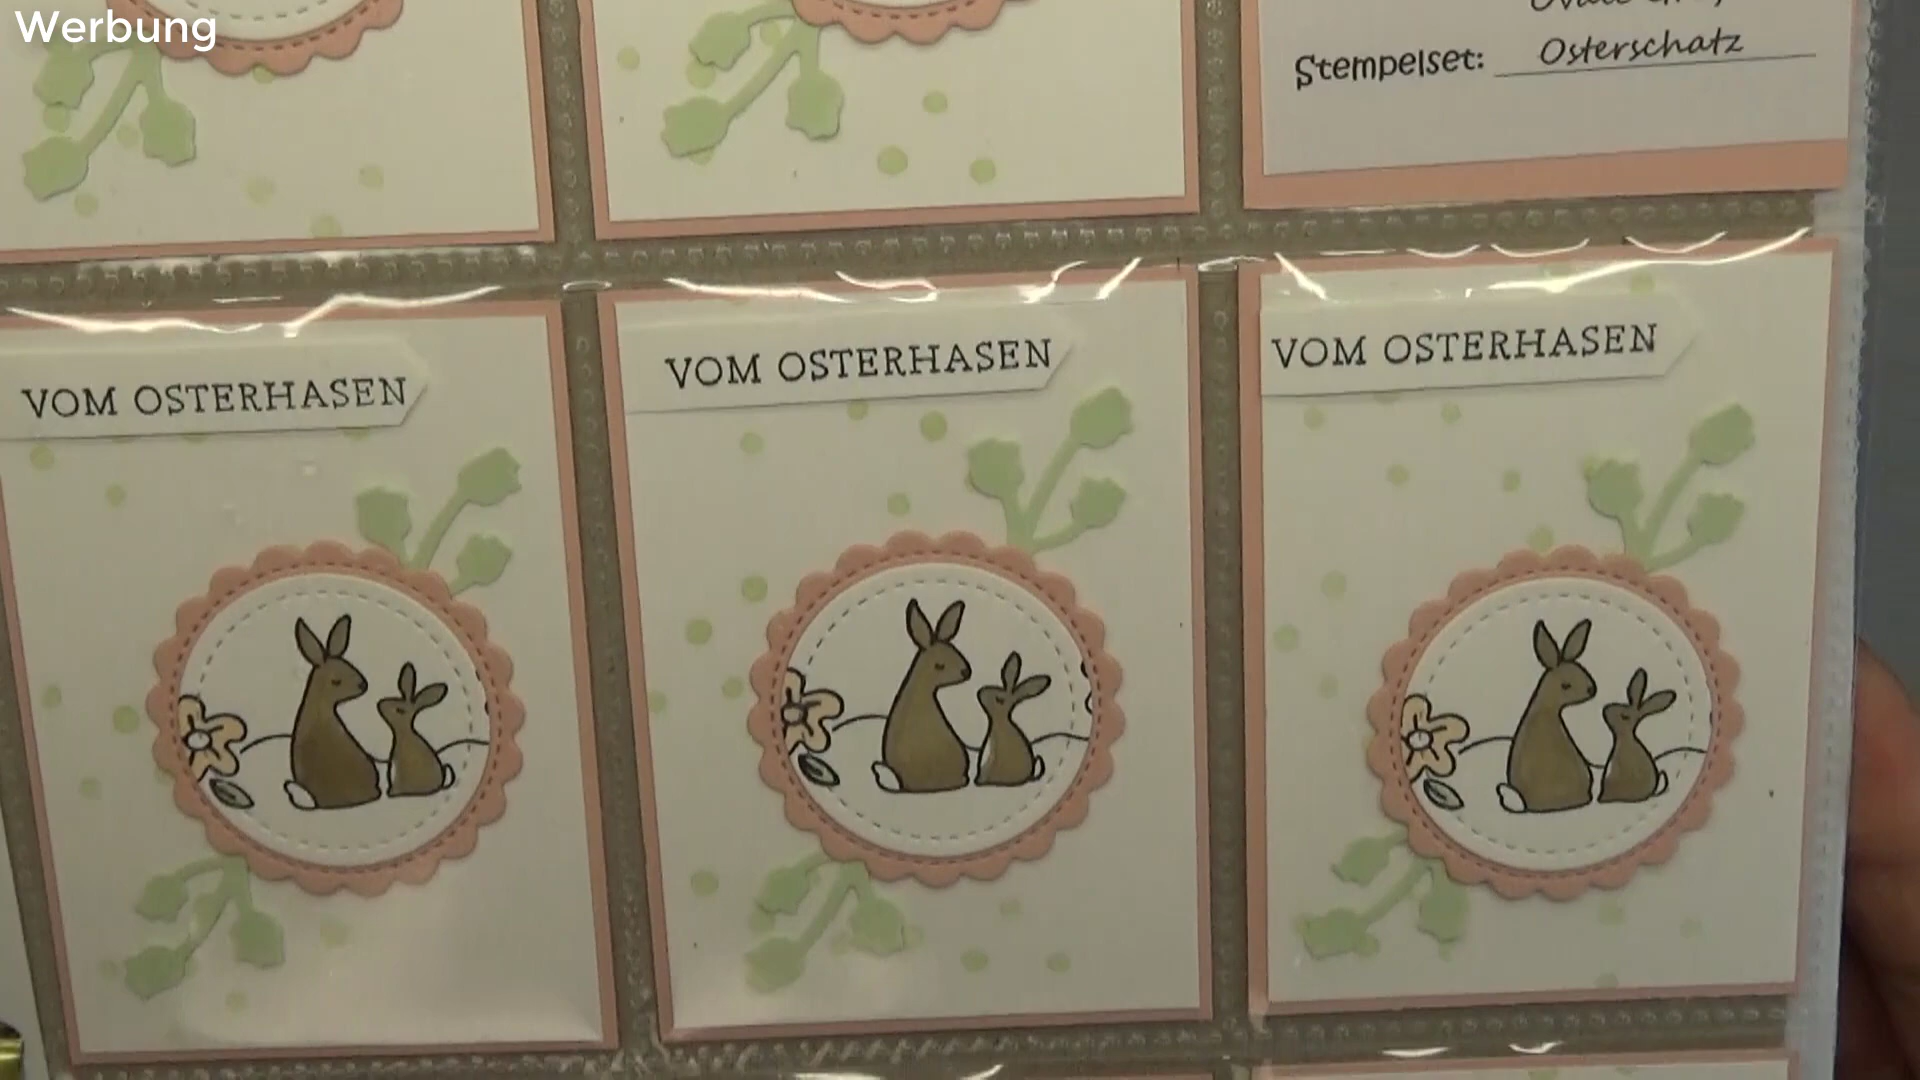 Werbung
Stempelset: Osterschatz
VOM OSTERHASEN
VOM OSTERHASEN
VOM OSTERHASEN